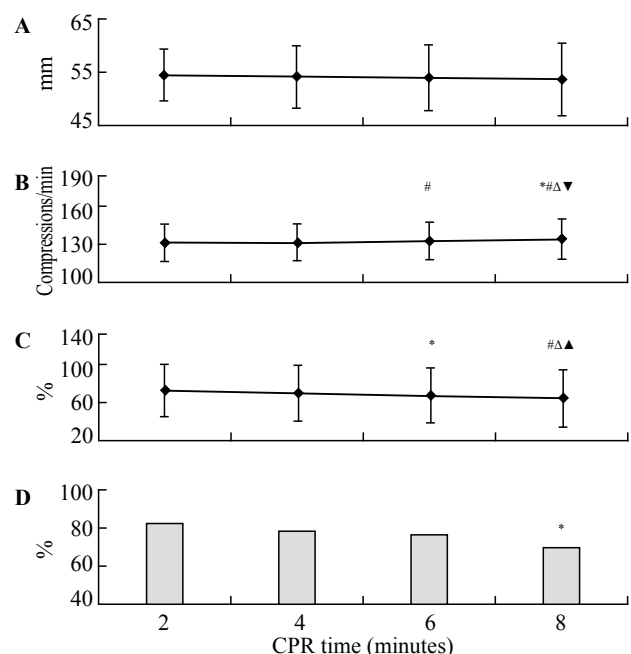 A
65
55
45
mm
B
190
160
130
100
Compressions/min
#
*#Δ▼
C
140
100
60
20
%
*
#Δ▲
D
100
80
60
40
%
*
2 4 6 8
CPR time (minutes)